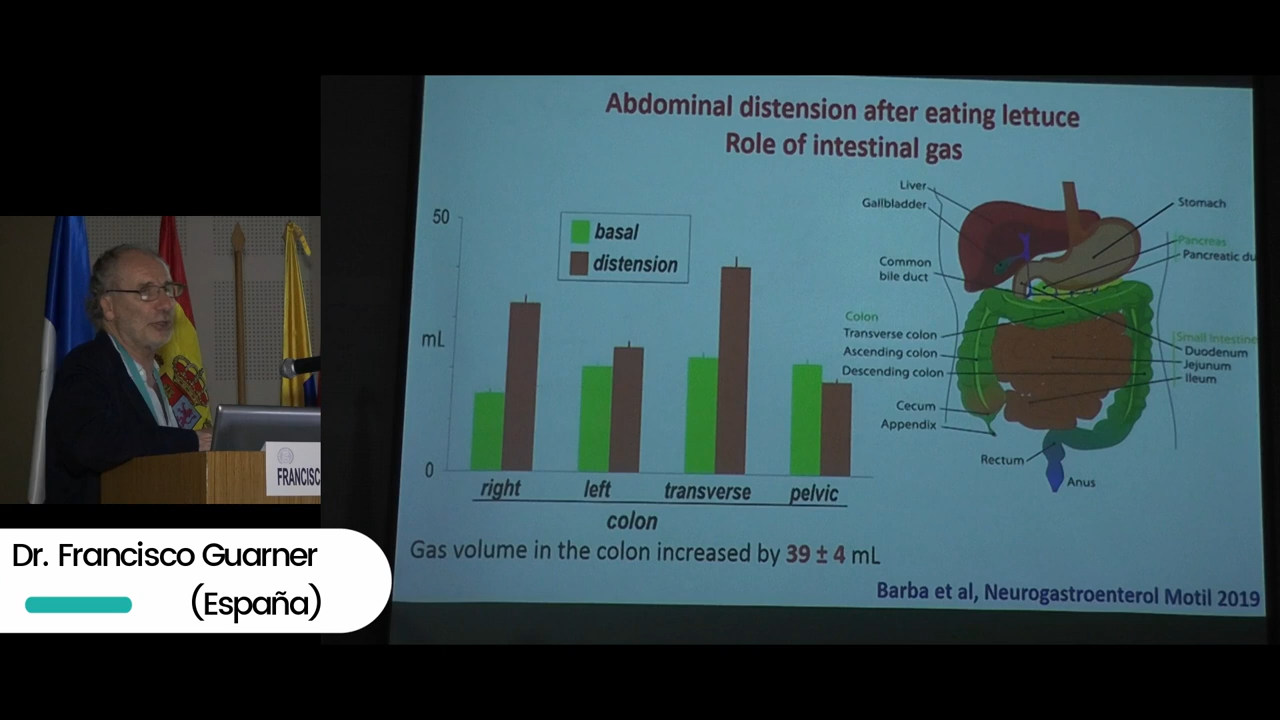 Abdominal distension after eating lettuce
Role of intestinal gas
50
mL
0
basal
distension
right
left
transverse
pelvic
colon
Gas volume in the colon increased by 39 ± 4 mL
Barba et al, Neurogastroenterol Motil 2019
Liver
Gallbladder
Common
bile duct
Colon
Transverse colon
Ascending colon
Descending colon
Cecum
Appendix
Rectum
Anus
Stomach
Pancreas
Pancreatic du
Small Intestine
Duodenum
Jejunum
Ileum
FRANCISC
Dr. Francisco Guarner
(España)